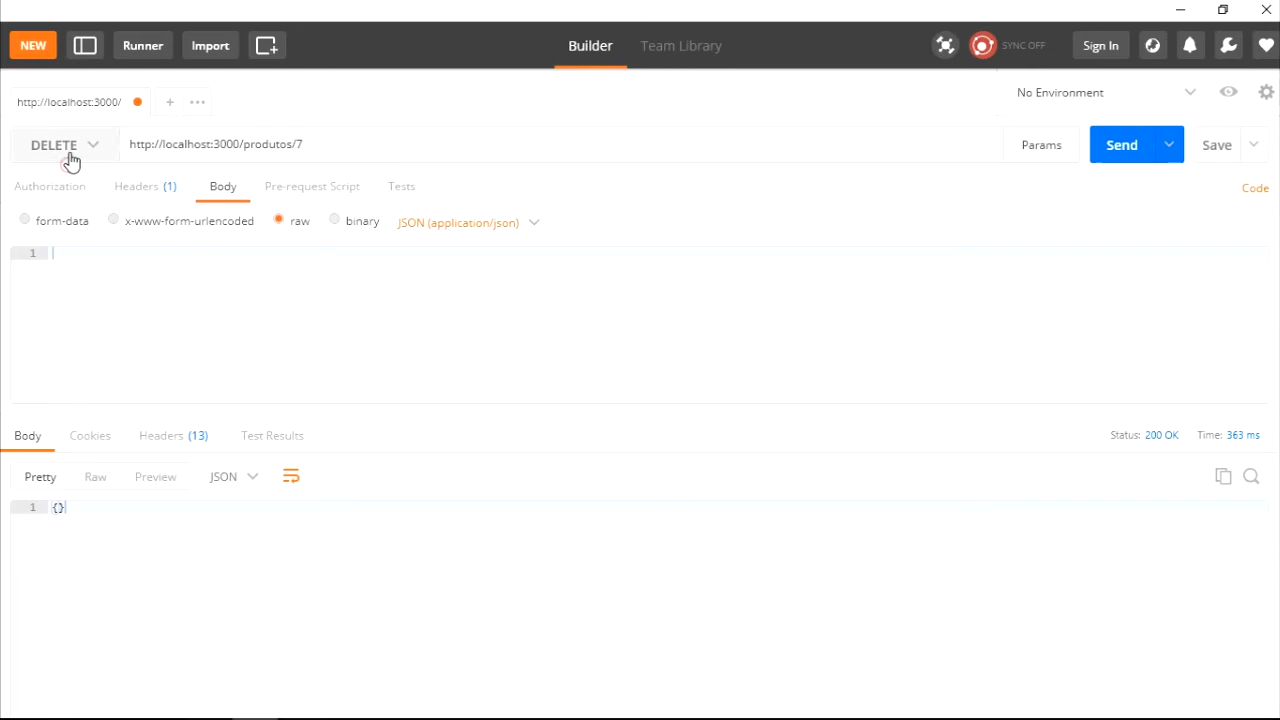 NEW Runner Import Builder Team Library SYNC OFF Sign In
http://localhost:3000/ + ••• No Environment
DELETE http://localhost:3000/produtos/7 Params Send Save
Authorization Headers (1) Body Pre-request Script Tests Code
form-data x-www-form-urlencoded raw binary JSON (application/json)
1
Body Cookies Headers (13) Test Results Status: 200 OK Time: 363 ms
Pretty Raw Preview JSON
1 {}